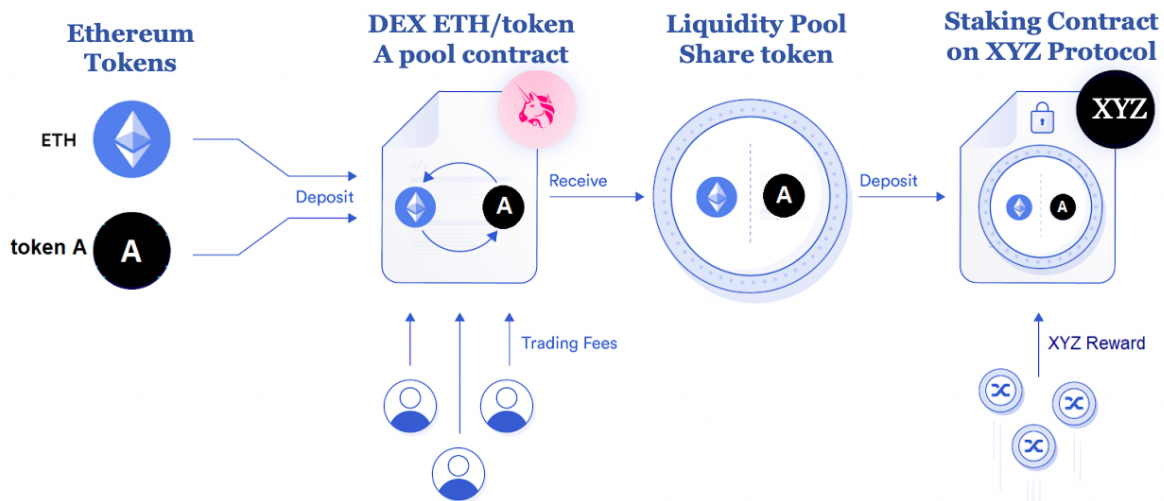 Ethereum
Tokens
DEX ETH/token
A pool contract
Liquidity Pool
Share token
Staking Contract
on XYZ Protocol
ETH
token A
A
Deposit
A
Receive
A
Deposit
XYZ
A
Trading Fees
XYZ Reward